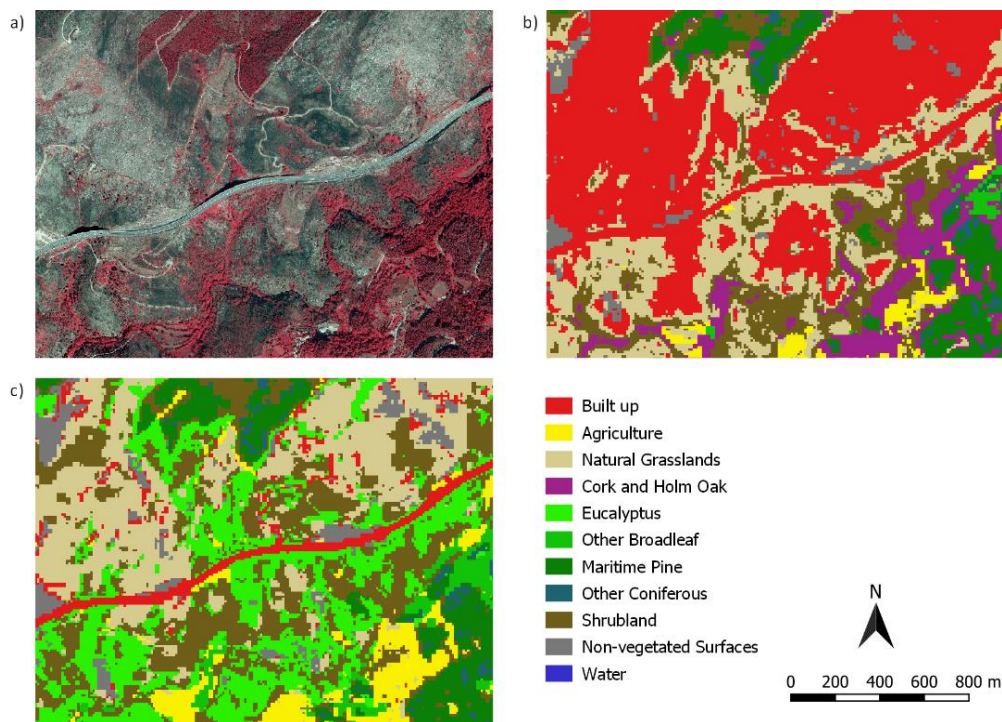 a)
b)
c)
Built up
Agriculture
Natural Grasslands
Cork and Holm Oak
Eucalyptus
Other Broadleaf
Maritime Pine
Other Coniferous
Shrubland
Non-vegetated Surfaces
Water
N
0 200 400 600 800 m